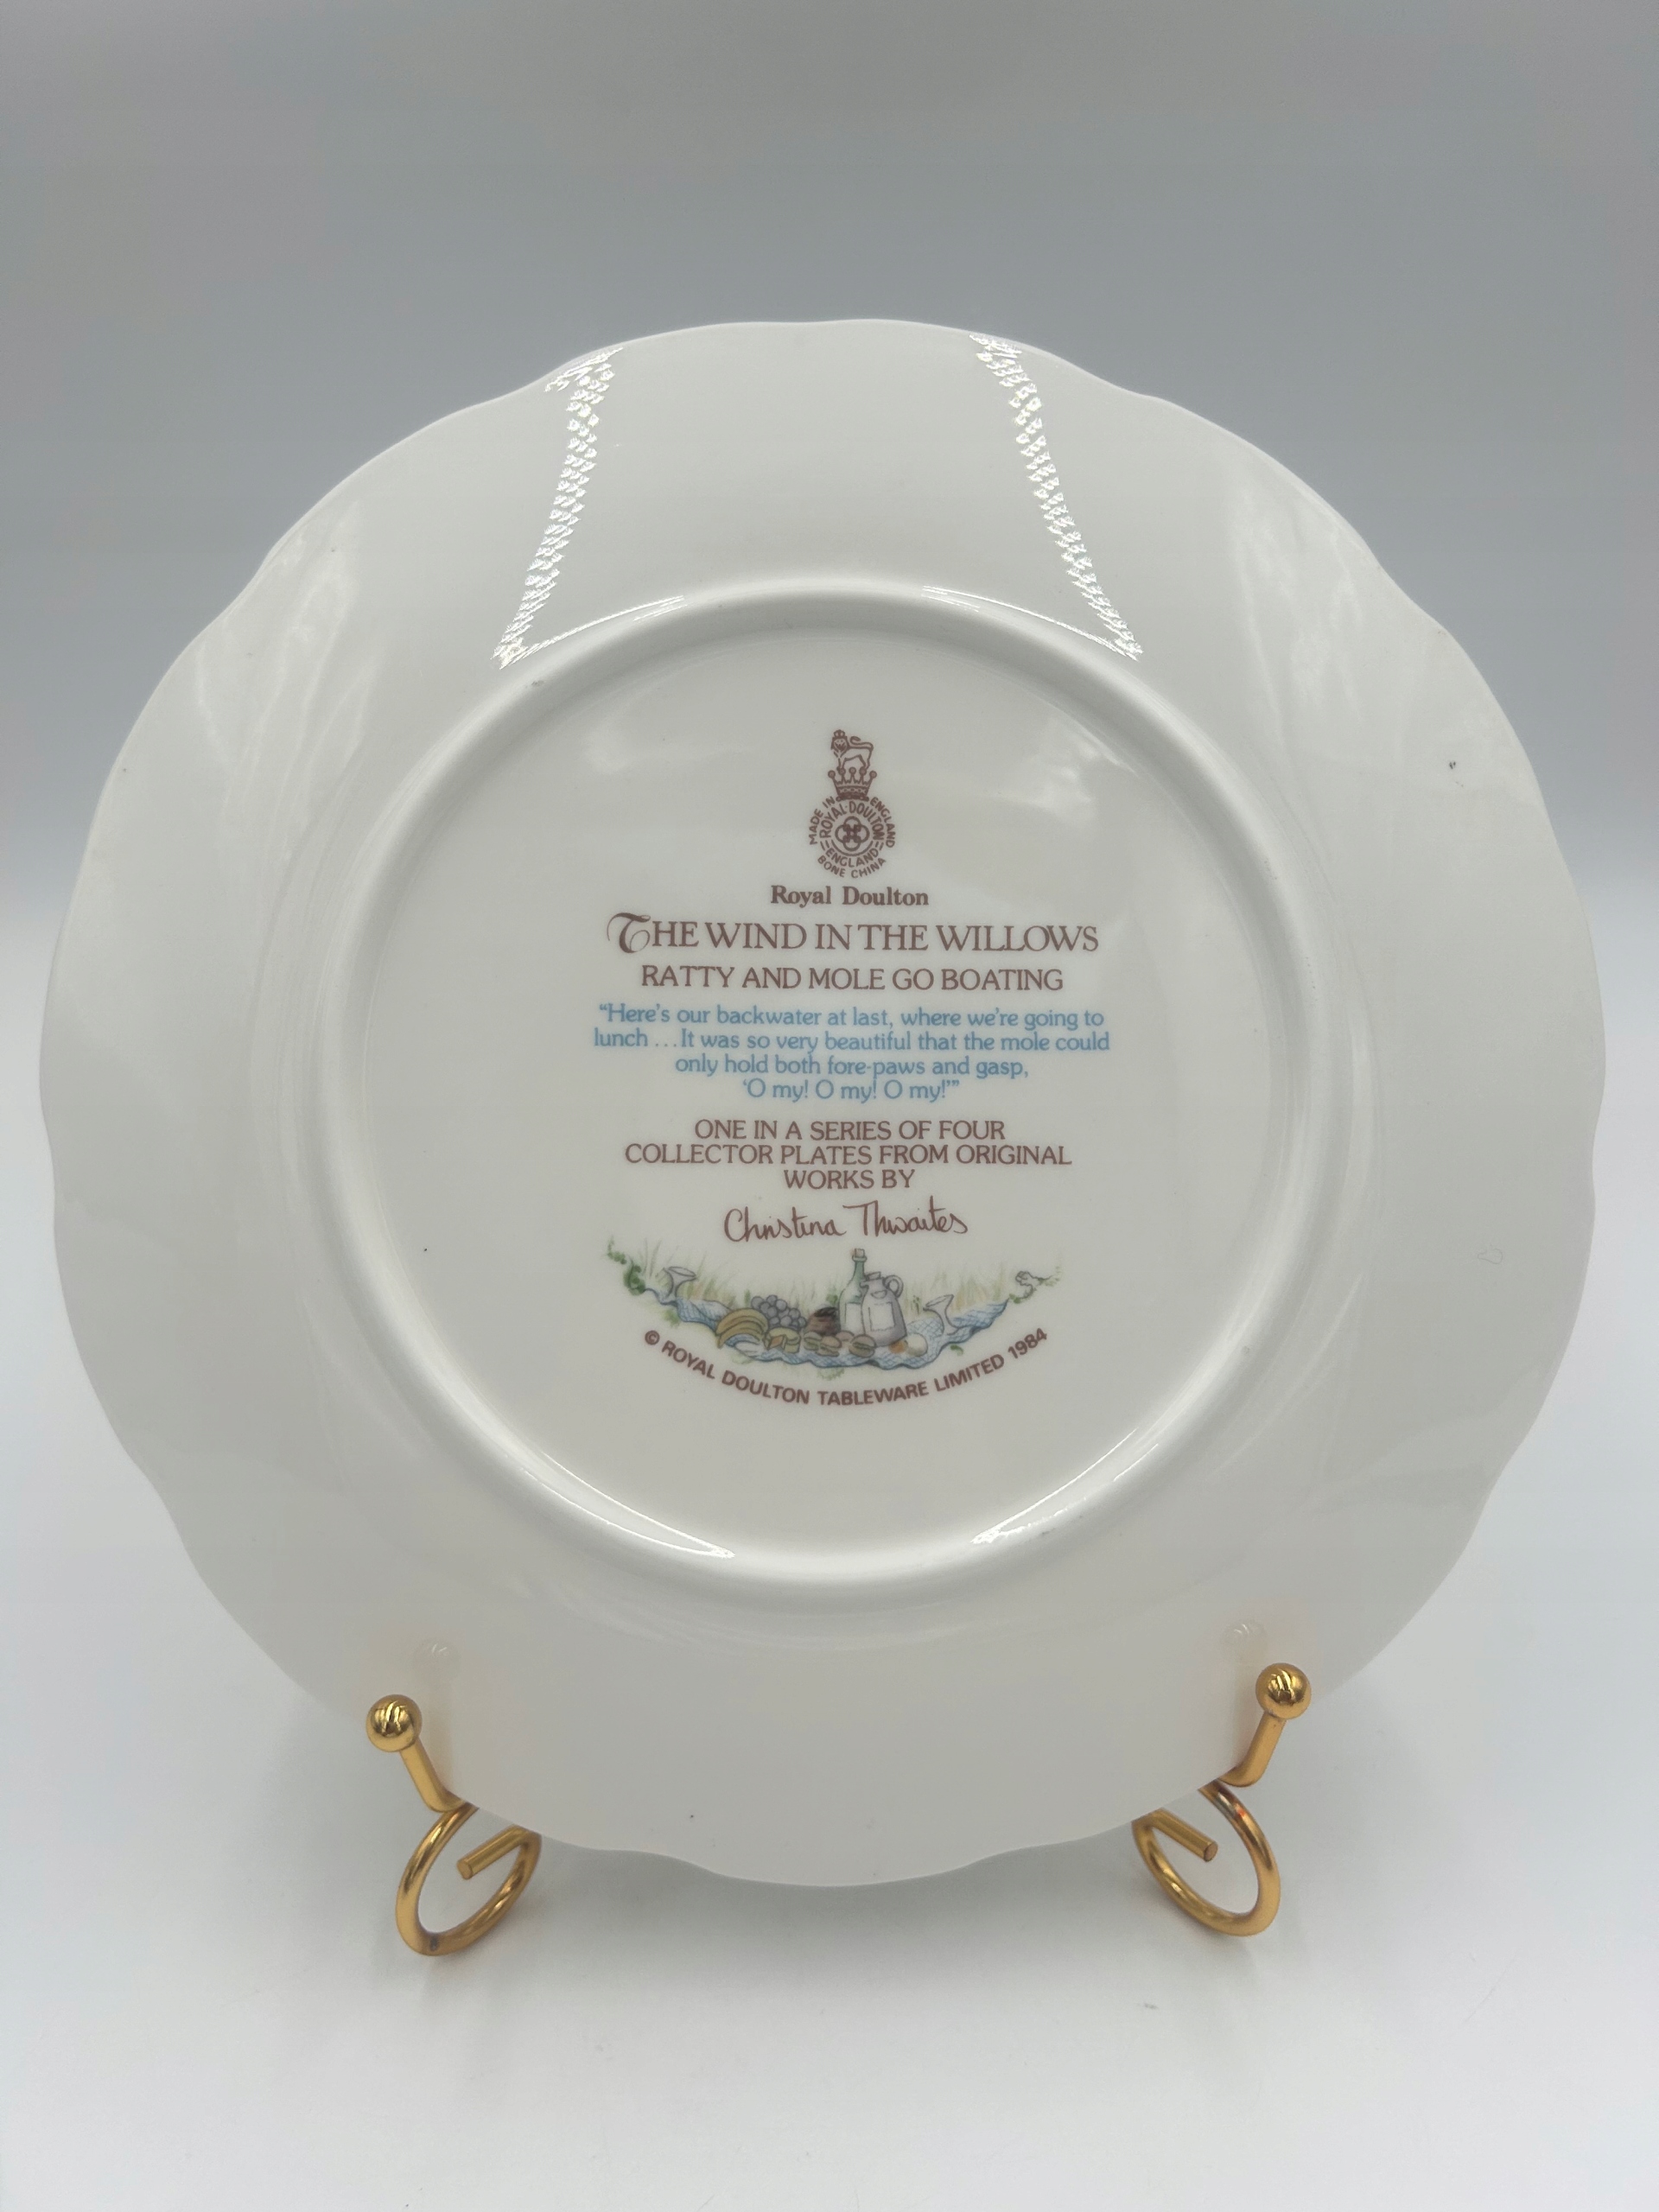 MADE IN ENGLAND
ROYAL·DOULTON
ENGLAND
BONE CHINA
Royal Doulton
THE WIND IN THE WILLOWS
RATTY AND MOLE GO BOATING
“Here’s our backwater at last, where we’re going to
lunch ... It was so very beautiful that the mole could
only hold both fore-paws and gasp,
‘O my! O my! O my!’”
ONE IN A SERIES OF FOUR
COLLECTOR PLATES FROM ORIGINAL
WORKS BY
Christina Thwaites
© ROYAL DOULTON TABLEWARE LIMITED 1984